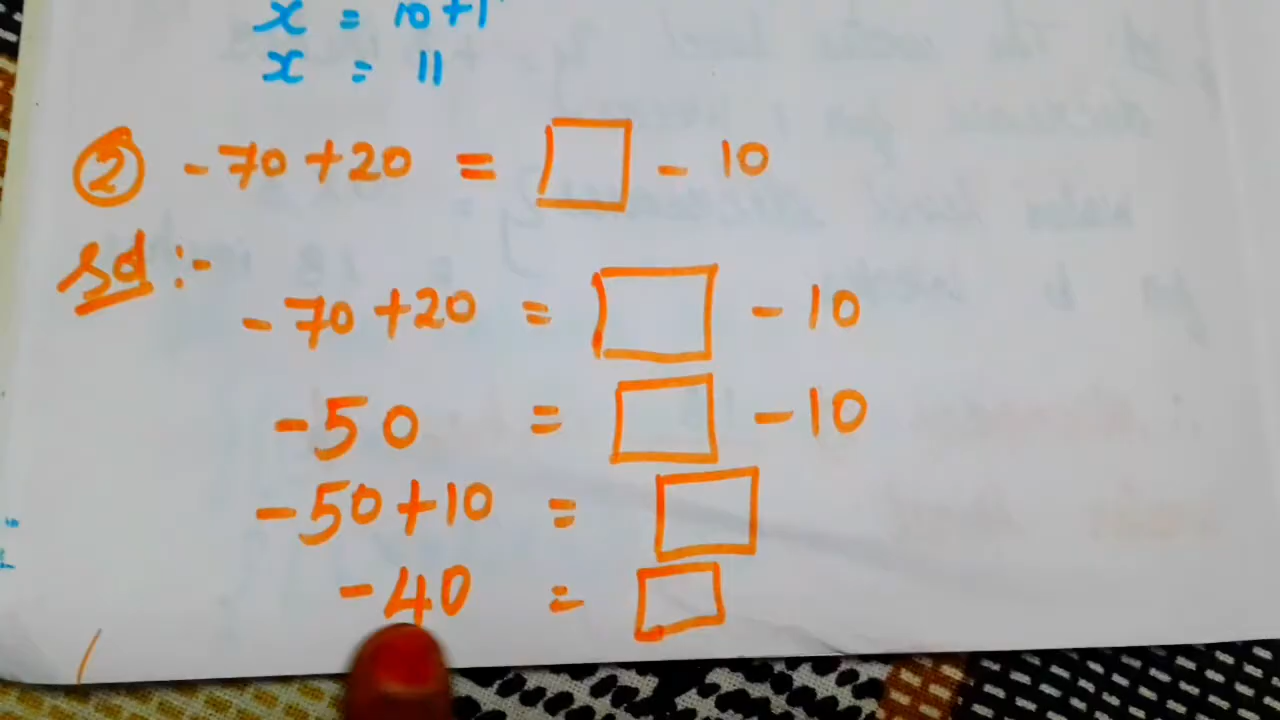 x = 10+1
x = 11
② -70+20 = □ - 10
Sol :-
-70+20 = □ - 10
-50 = □ -10
-50+10 = □
-40 = □